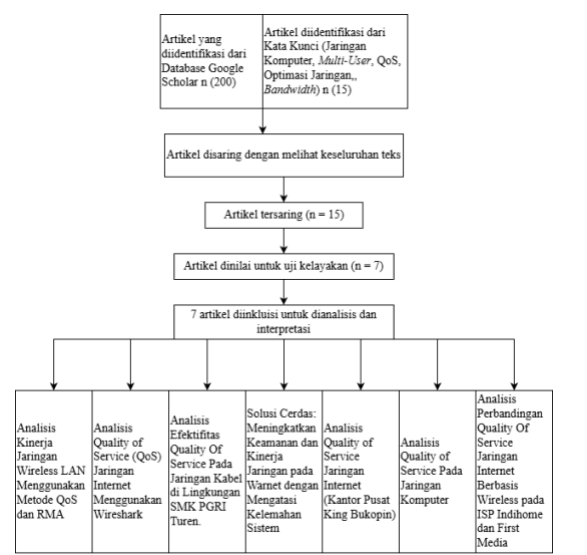 Artikel yang
diidentifikasi dari
Database Google
Scholar n (200)
Artikel diidentifikasi dari
Kata Kunci (Jaringan
Komputer, Multi-User, QoS,
Optimasi Jaringan,,
Bandwidth) n (15)
Artikel disaring dengan melihat keseluruhan teks
Artikel tersaring (n = 15)
Artikel dinilai untuk uji kelayakan (n = 7)
7 artikel diinkluisi untuk dianalisis dan
interpretasi
Analisis
Kinerja
Jaringan
Wireless LAN
Menggunakan
Metode QoS
dan RMA
Analisis
Quality of
Service (QoS)
Jaringan
Internet
Menggunakan
Wireshark
Analisis
Efektifitas
Quality Of
Service Pada
Jaringan Kabel
di Lingkungan
SMK PGRI
Turen.
Solusi Cerdas:
Meningkatkan
Keamanan dan
Kinerja
Jaringan pada
Warnet dengan
Mengatasi
Kelemahan
Sistem
Analisis
Quality of
Service
Jaringan
Internet
(Kantor Pusat
King Bukopin)
Analisis
Quality of
Service Pada
Jaringan
Komputer
Analisis
Perbandingan
Quality Of
Service
Jaringan
Internet
Berbasis
Wireless pada
ISP Indihome
dan First
Media